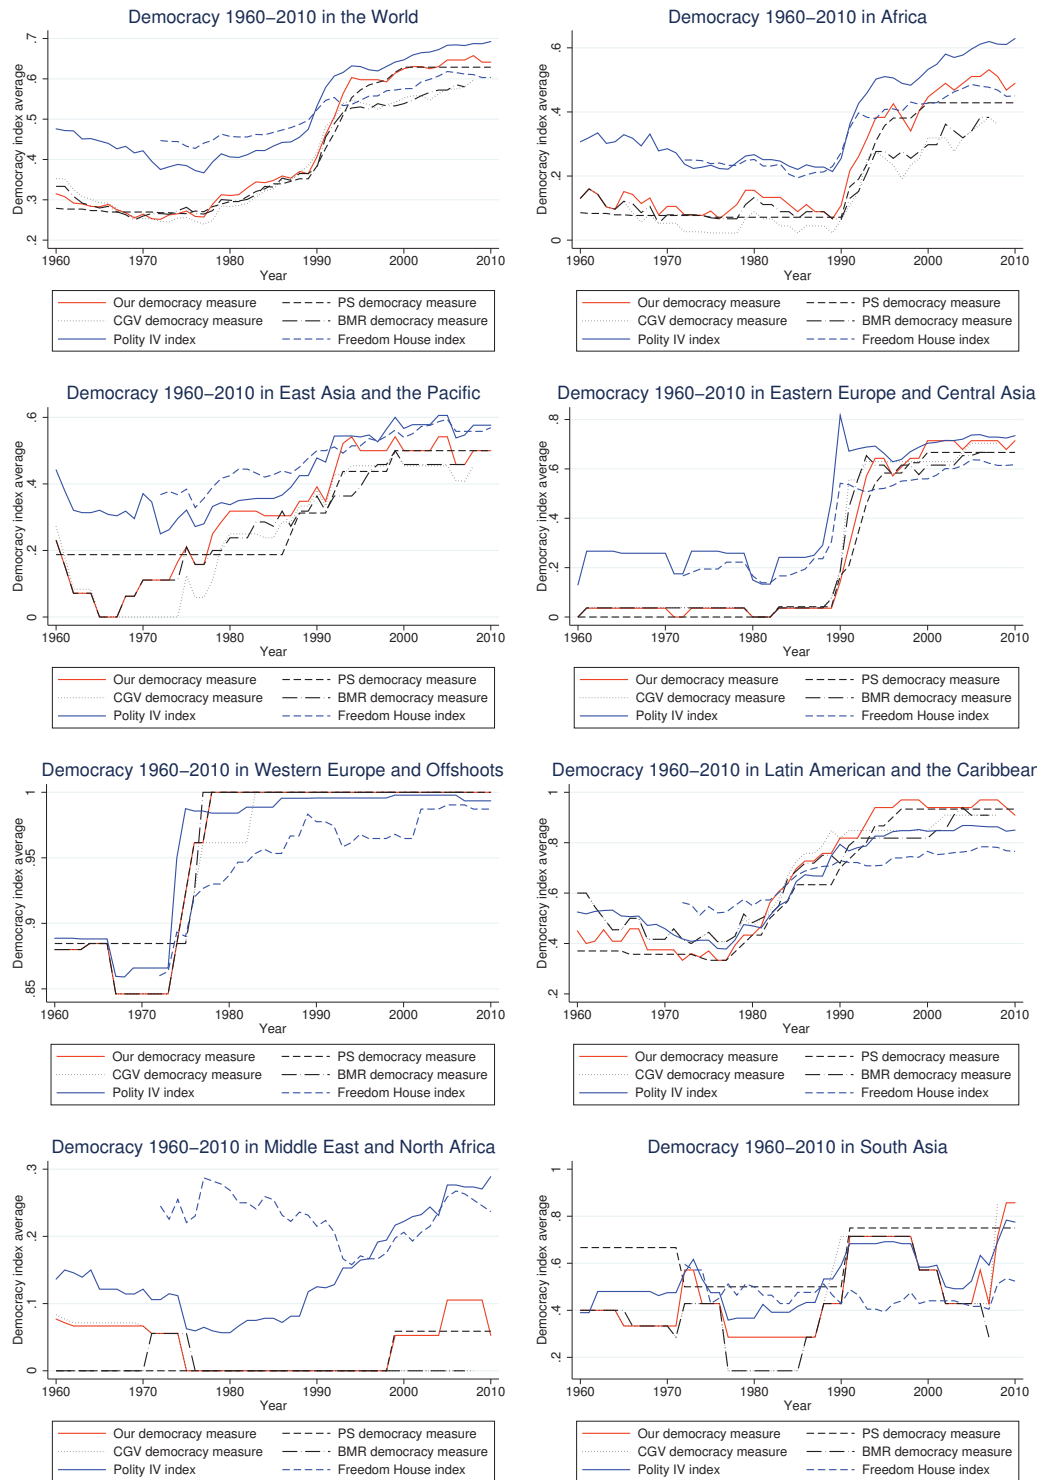 Democracy 1960−2010 in the World
Democracy index average
.7
.6
.5
.4
.3
.2
1960 1970 1980 1990 2000 2010
Year
Our democracy measure PS democracy measure
CGV democracy measure BMR democracy measure
Polity IV index Freedom House index
Democracy 1960−2010 in Africa
Democracy index average
.6
.4
.2
0
1960 1970 1980 1990 2000 2010
Year
Our democracy measure PS democracy measure
CGV democracy measure BMR democracy measure
Polity IV index Freedom House index
Democracy 1960−2010 in East Asia and the Pacific
Democracy index average
.6
.4
.2
0
1960 1970 1980 1990 2000 2010
Year
Our democracy measure PS democracy measure
CGV democracy measure BMR democracy measure
Polity IV index Freedom House index
Democracy 1960−2010 in Eastern Europe and Central Asia
Democracy index average
.8
.6
.4
.2
0
1960 1970 1980 1990 2000 2010
Year
Our democracy measure PS democracy measure
CGV democracy measure BMR democracy measure
Polity IV index Freedom House index
Democracy 1960−2010 in Western Europe and Offshoots
Democracy index average
1
.95
.9
.85
1960 1970 1980 1990 2000 2010
Year
Our democracy measure PS democracy measure
CGV democracy measure BMR democracy measure
Polity IV index Freedom House index
Democracy 1960−2010 in Latin American and the Caribbean
Democracy index average
1
.8
.6
.4
.2
1960 1970 1980 1990 2000 2010
Year
Our democracy measure PS democracy measure
CGV democracy measure BMR democracy measure
Polity IV index Freedom House index
Democracy 1960−2010 in Middle East and North Africa
Democracy index average
.3
.2
.1
0
1960 1970 1980 1990 2000 2010
Year
Our democracy measure PS democracy measure
CGV democracy measure BMR democracy measure
Polity IV index Freedom House index
Democracy 1960−2010 in South Asia
Democracy index average
1
.8
.6
.4
.2
1960 1970 1980 1990 2000 2010
Year
Our democracy measure PS democracy measure
CGV democracy measure BMR democracy measure
Polity IV index Freedom House index